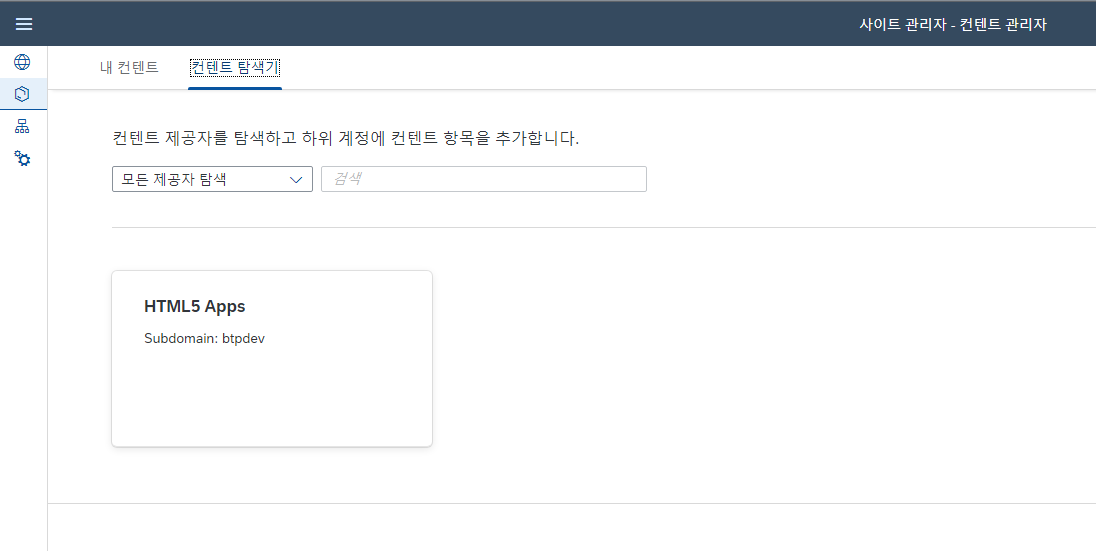 사이트 관리자 - 컨텐트 관리자
내 컨텐트
컨텐트 탐색기
컨텐트 제공자를 탐색하고 하위 계정에 컨텐트 항목을 추가합니다.
모든 제공자 탐색
검색
HTML5 Apps
Subdomain: btpdev